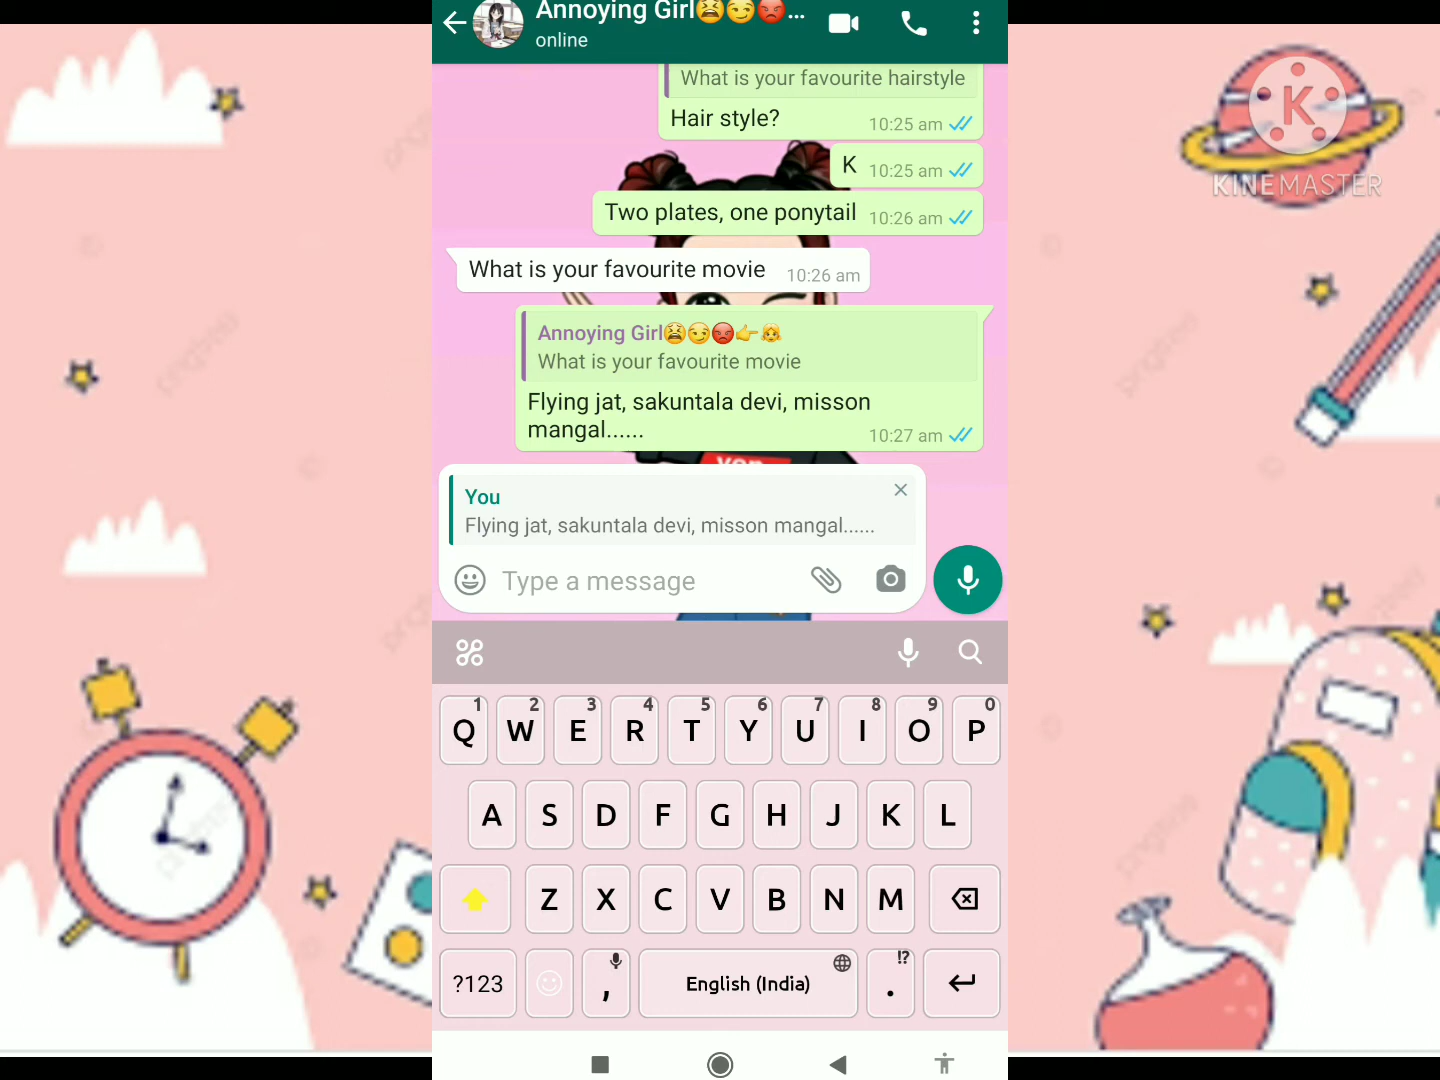 Annoying Girl😫😏😡...
online
What is your favourite hairstyle
Hair style?
10:25 am
K
10:25 am
Two plates, one ponytail
10:26 am
What is your favourite movie
10:26 am
Annoying Girl😫😏😡👉👧
What is your favourite movie
Flying jat, sakuntala devi, misson
mangal......
10:27 am
You
Flying jat, sakuntala devi, misson mangal......
Type a message
1 2 3 4 5 6 7 8 9 0
Q W E R T Y U I O P
A S D F G H J K L
Z X C V B N M
!?
?123 , English (India) .
K
KINEMASTER